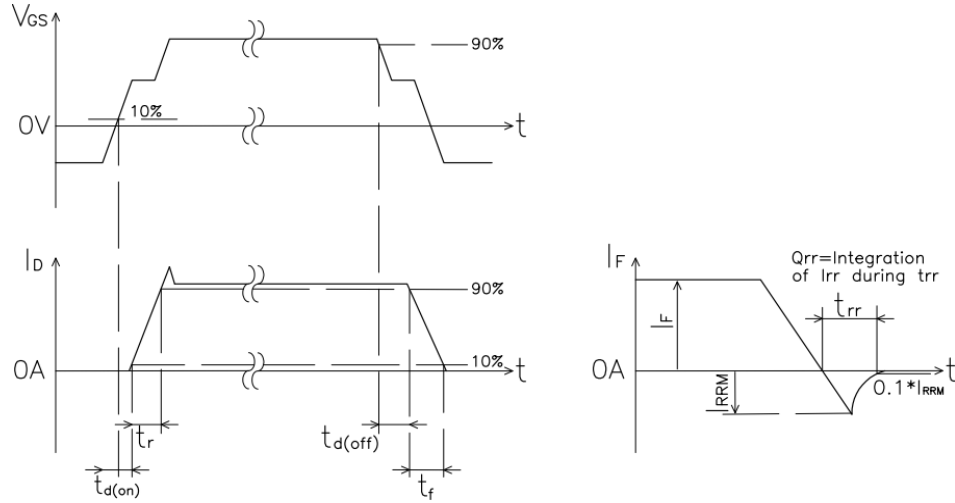 VGS
90%
10%
0V
t
ID
90%
10%
0A
t
tr
td(off)
td(on)
tf
IF
Qrr=Integration
of Irr during trr
trr
IF
0A
t
IRRM
0.1*IRRM